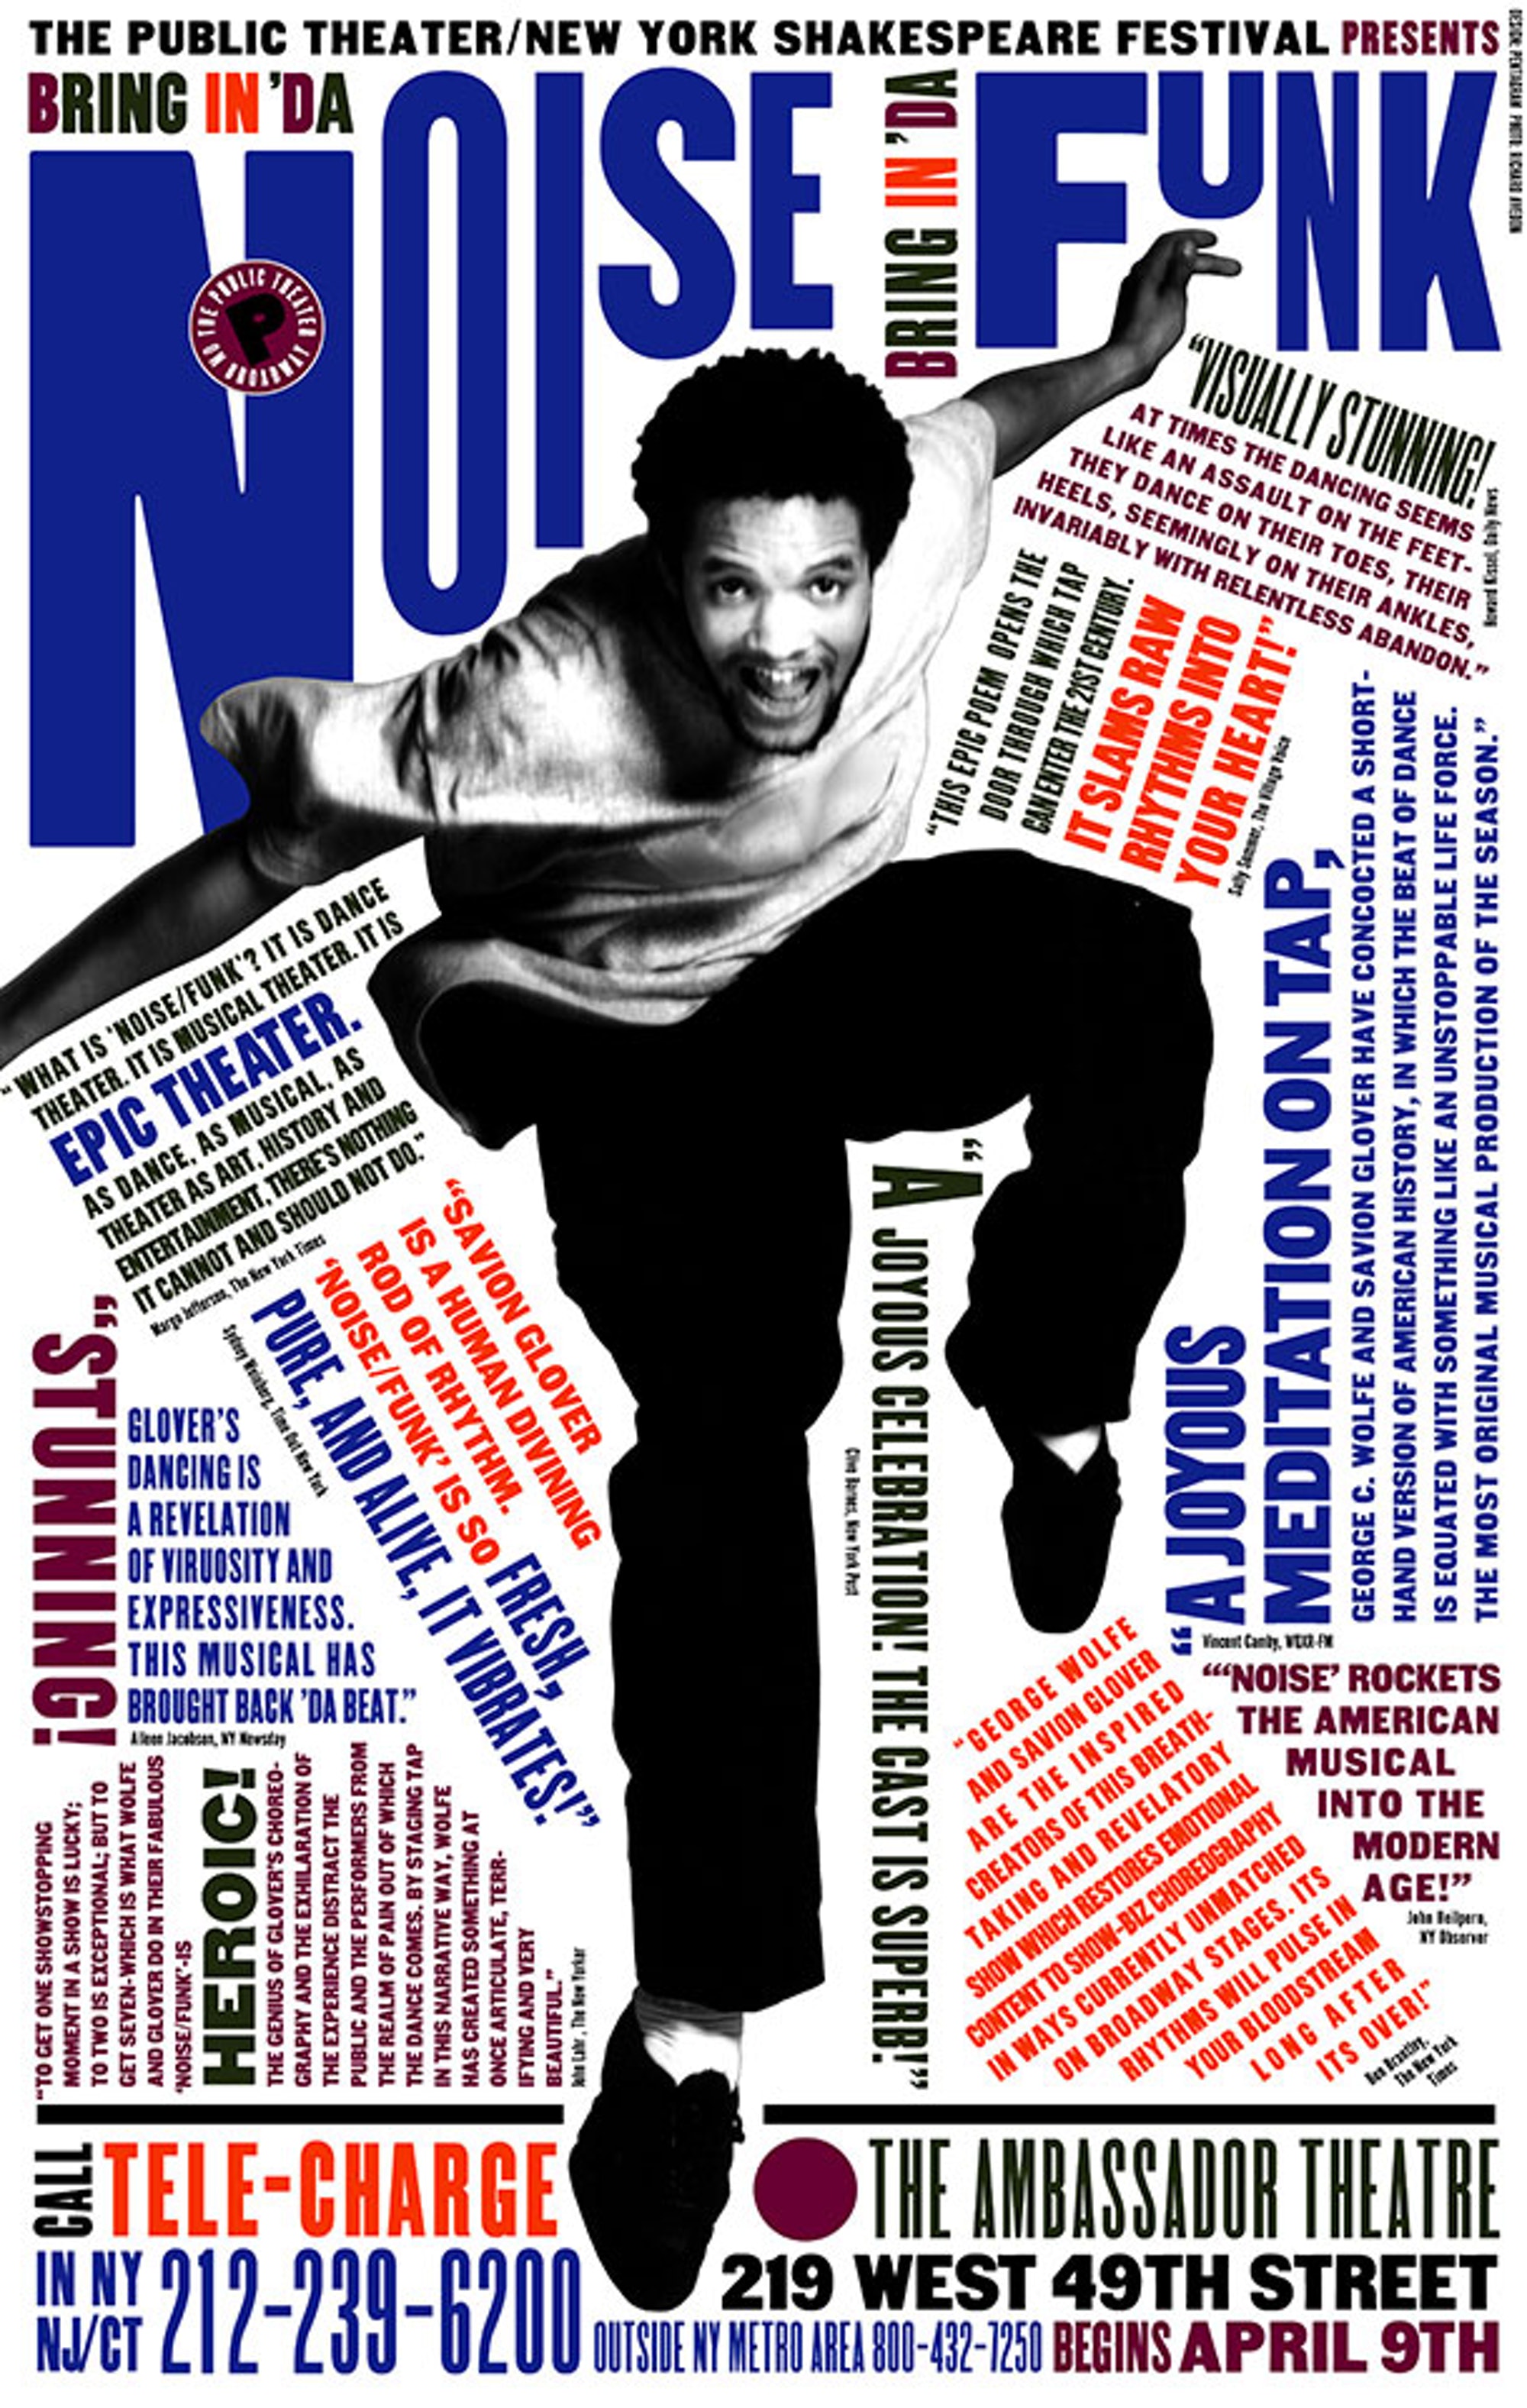 THE PUBLIC THEATER/NEW YORK SHAKESPEARE FESTIVAL PRESENTS
BRING IN 'DA
NOISE
BRING IN 'DA
FUNK
DESIGN: PENTAGRAM PHOTO: RICHARD AVEDON
THE PUBLIC THEATER
P
ON BROADWAY
"VISUALLY STUNNING!
AT TIMES THE DANCING SEEMS
LIKE AN ASSAULT ON THE FEET-
THEY DANCE ON THEIR TOES, THEIR
HEELS, SEEMINGLY ON THEIR ANKLES,
INVARIABLY WITH RELENTLESS ABANDON."
Howard Kissel, Daily News
"THIS EPIC POEM OPENS THE
DOOR THROUGH WHICH TAP
CAN ENTER THE 21ST CENTURY.
IT SLAMS RAW
RHYTHMS INTO
YOUR HEART!"
Sally Sommer, The Village Voice
"WHAT IS 'NOISE/FUNK'? IT IS DANCE
THEATER. IT IS MUSICAL THEATER. IT IS
EPIC THEATER.
AS DANCE, AS MUSICAL, AS
THEATER AS ART, HISTORY AND
ENTERTAINMENT, THERE'S NOTHING
IT CANNOT AND SHOULD NOT DO."
Margo Jefferson, The New York Times
"SAVION GLOVER
IS A HUMAN DIVINING
ROD OF RHYTHM.
'NOISE/FUNK' IS SO FRESH,
PURE, AND ALIVE, IT VIBRATES!"
Sydney Weinberg, Time Out New York
"STUNNING!
GLOVER'S
DANCING IS
A REVELATION
OF VIRUOSITY AND
EXPRESSIVENESS.
THIS MUSICAL HAS
BROUGHT BACK 'DA BEAT."
Aileen Jacobson, NY Newsday
"TO GET ONE SHOWSTOPPING
MOMENT IN A SHOW IS LUCKY;
TO TWO IS EXCEPTIONAL; BUT TO
GET SEVEN-WHICH IS WHAT WOLFE
AND GLOVER DO IN THEIR FABULOUS
'NOISE/FUNK'-IS
HEROIC!
THE GENIUS OF GLOVER'S CHOREO-
GRAPHY AND THE EXHILARATION OF
THE EXPERIENCE DISTRACT THE
PUBLIC AND THE PERFORMERS FROM
THE REALM OF PAIN OUT OF WHICH
THE DANCE COMES. BY STAGING TAP
IN THIS NARRATIVE WAY, WOLFE
HAS CREATED SOMETHING AT
ONCE ARTICULATE, TERR-
IFYING AND VERY
BEAUTIFUL."
John Lahr, The New Yorker
"A JOYOUS CELEBRATION! THE CAST IS SUPERB!"
Clive Barnes, New York Post
"A JOYOUS
MEDITATION ON TAP,
GEORGE C. WOLFE AND SAVION GLOVER HAVE CONCOCTED A SHORT-
HAND VERSION OF AMERICAN HISTORY, IN WHICH THE BEAT OF DANCE
IS EQUATED WITH SOMETHING LIKE AN UNSTOPPABLE LIFE FORCE.
THE MOST ORIGINAL MUSICAL PRODUCTION OF THE SEASON."
Vincent Canby, WQXR-FM
"GEORGE WOLFE
AND SAVION GLOVER
ARE THE INSPIRED
CREATORS OF THIS BREATH-
TAKING AND REVELATORY
SHOW WHICH RESTORES EMOTIONAL
CONTENT TO SHOW-BIZ CHOREOGRAPHY
IN WAYS CURRENTLY UNMATCHED
ON BROADWAY STAGES. ITS
RHYTHMS WILL PULSE IN
YOUR BLOODSTREAM
LONG AFTER
ITS OVER!"
Ben Brantley,
The New York
Times
"'NOISE' ROCKETS
THE AMERICAN
MUSICAL
INTO THE
MODERN
AGE!"
John Heilpern,
NY Observer
CALL TELE-CHARGE
IN NY
NJ/CT 212-239-6200
THE AMBASSADOR THEATRE
219 WEST 49TH STREET
OUTSIDE NY METRO AREA 800-432-7250 BEGINS APRIL 9TH